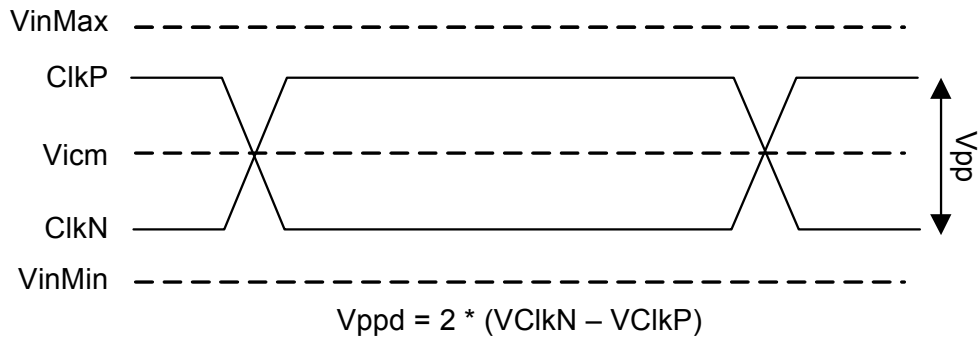 VinMax
ClkP
Vicm
ClkN
VinMin
Vpp
Vppd = 2 * (VClkN – VClkP)